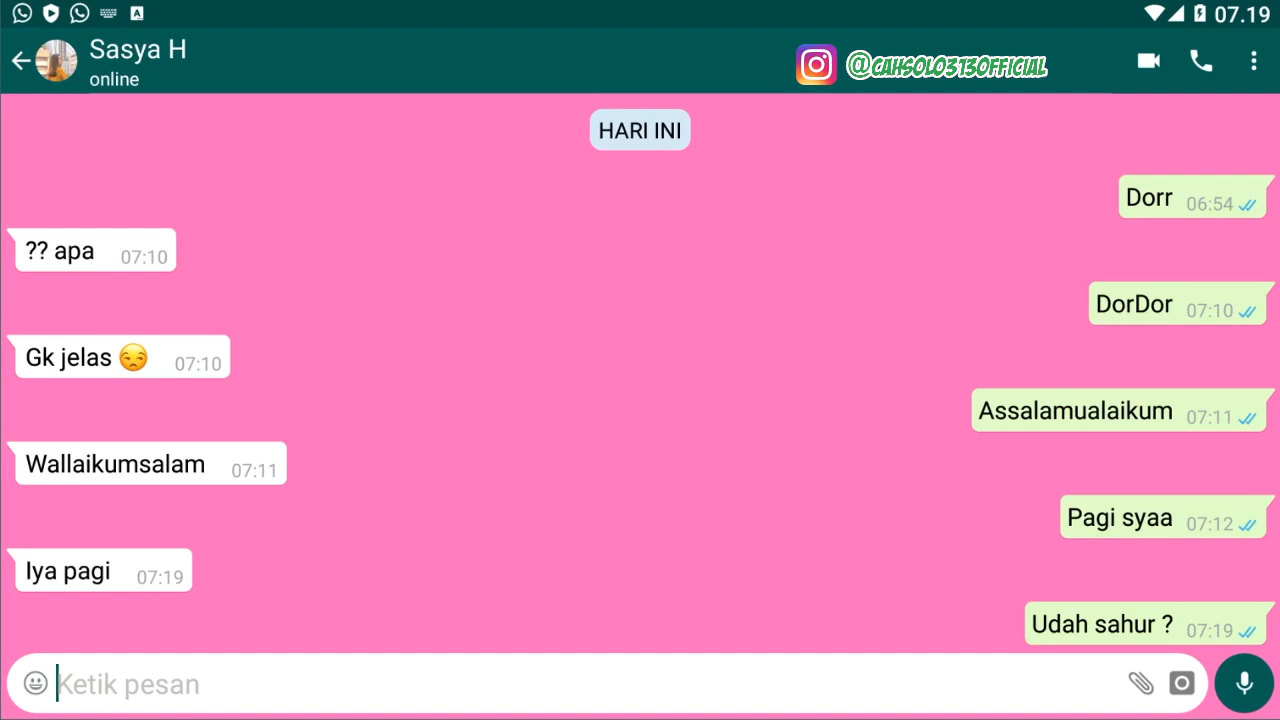 07.19
Sasya H
online
@CAHSOLO313OFFICIAL
HARI INI
Dorr 06:54
?? apa 07:10
DorDor 07:10
Gk jelas 😒 07:10
Assalamualaikum 07:11
Wallaikumsalam 07:11
Pagi syaa 07:12
Iya pagi 07:19
Udah sahur ? 07:19
Ketik pesan